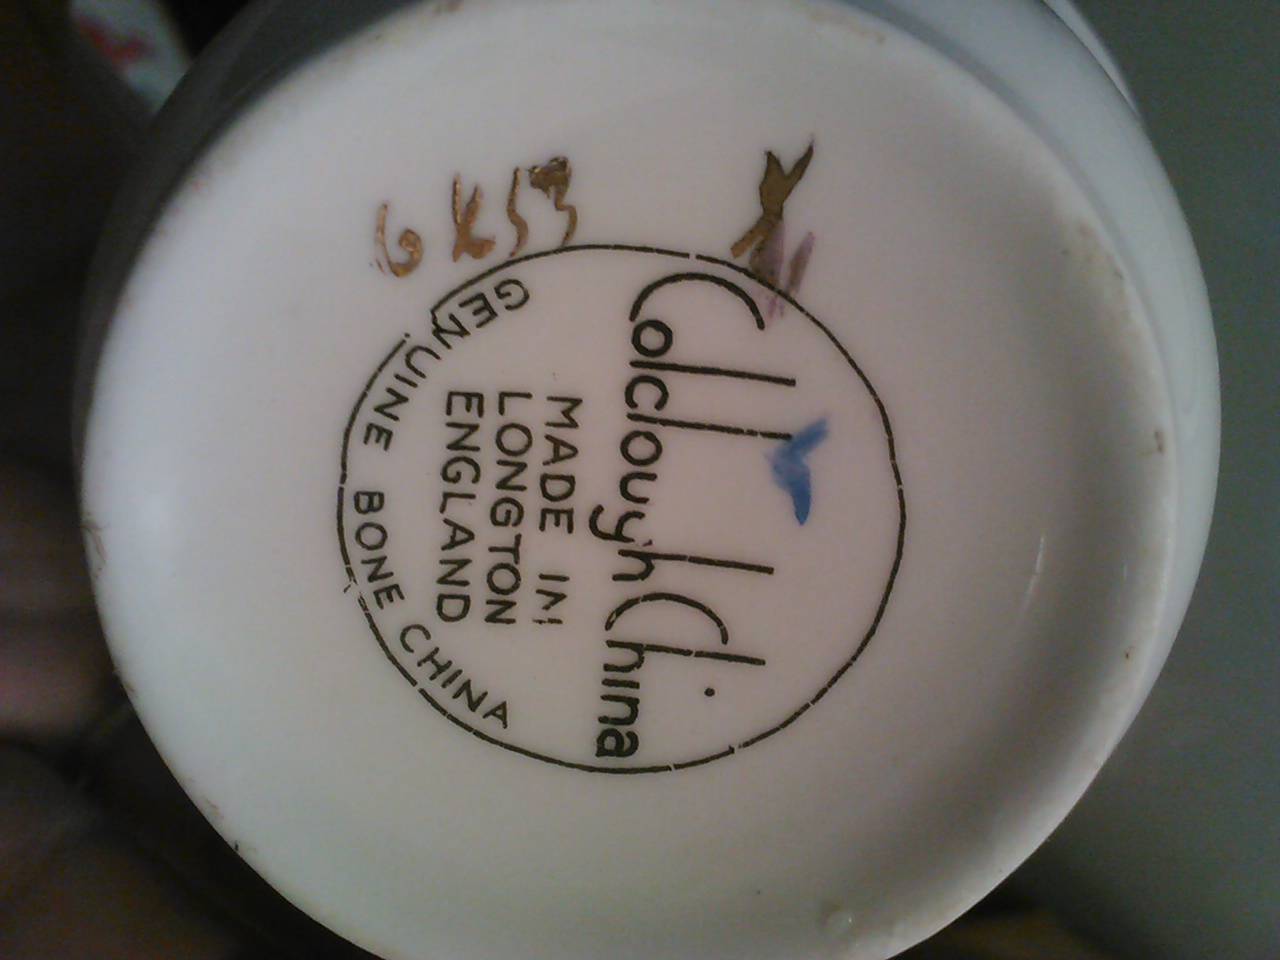 Colclough China
MADE IN
LONGTON
ENGLAND
GENUINE BONE CHINA